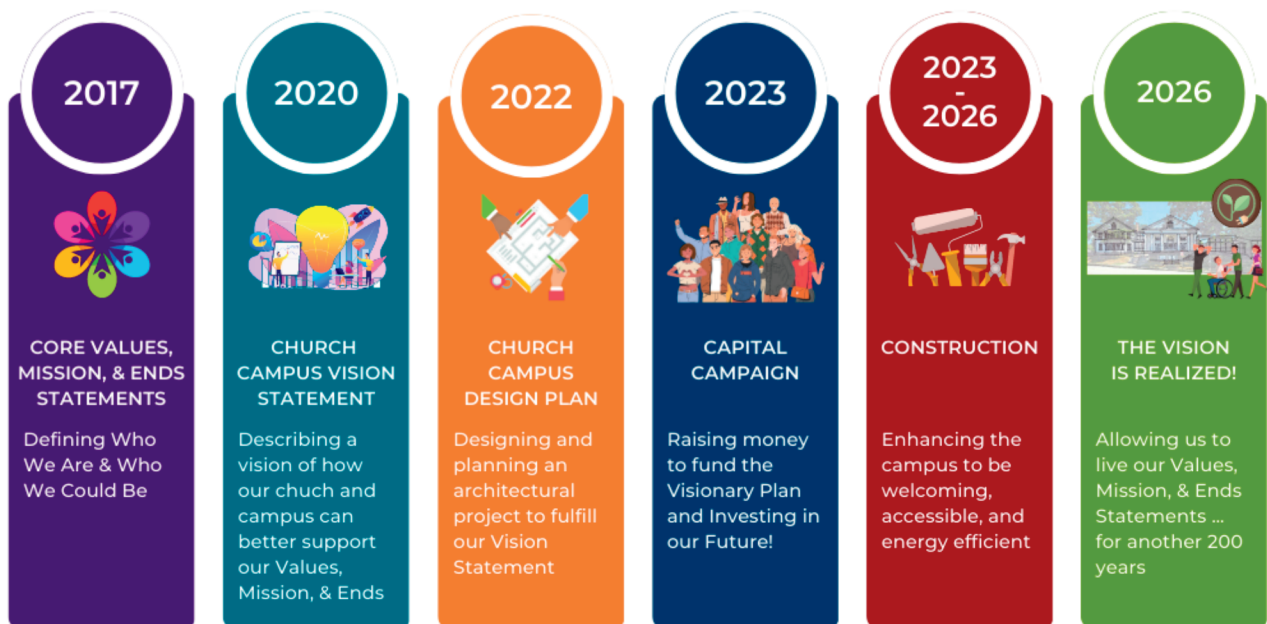 2017
CORE VALUES,
MISSION, & ENDS
STATEMENTS
Defining Who
We Are & Who
We Could Be
2020
CHURCH
CAMPUS VISION
STATEMENT
Describing a
vision of how
our chuch and
campus can
better support
our Values,
Mission, & Ends
2022
CHURCH
CAMPUS
DESIGN PLAN
Designing and
planning an
architectural
project to fulfill
our Vision
Statement
2023
CAPITAL
CAMPAIGN
Raising money
to fund the
Visionary Plan
and Investing in
our Future!
2023
-
2026
CONSTRUCTION
Enhancing the
campus to be
welcoming,
accessible, and
energy efficient
2026
THE VISION
IS REALIZED!
Allowing us to
live our Values,
Mission, & Ends
Statements ...
for another 200
years